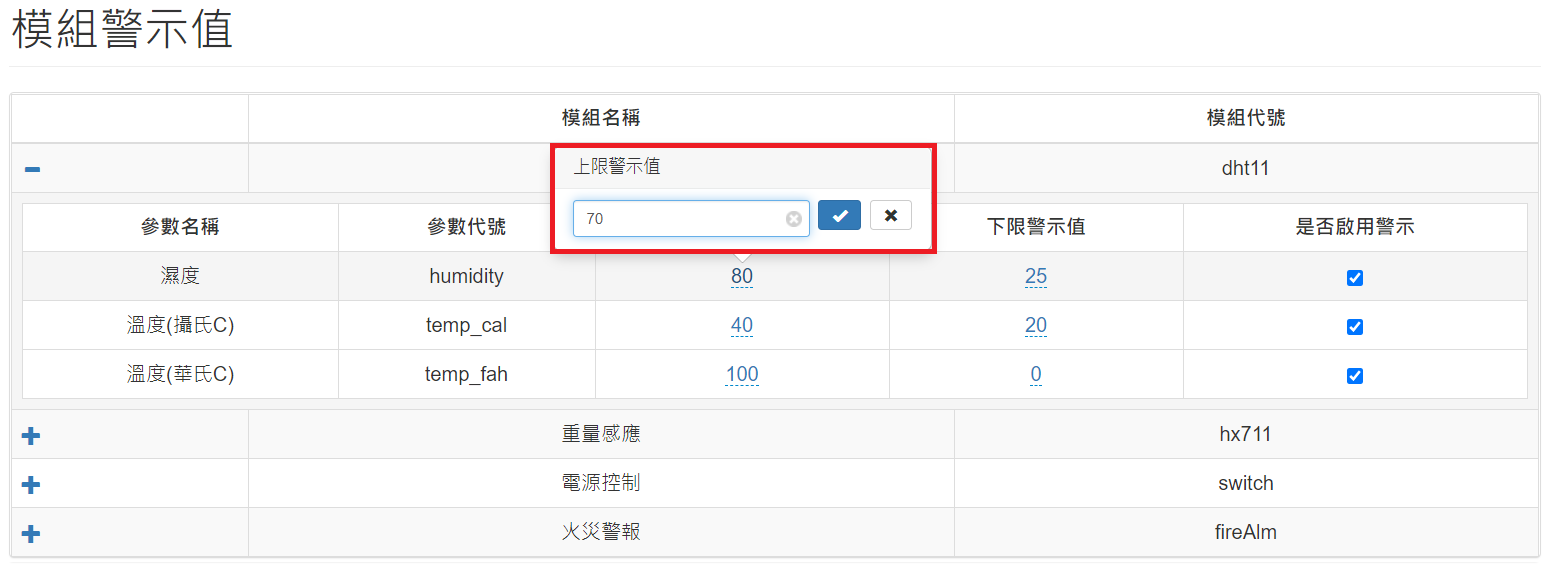 模組警示值
模組名稱 模組代號
上限警示值
dht11
70
參數名稱 參數代號 下限警示值 是否啟用警示
濕度 humidity 80 25
溫度(攝氏C) temp_cal 40 20
溫度(華氏C) temp_fah 100 0
重量感應 hx711
電源控制 switch
火災警報 fireAlm